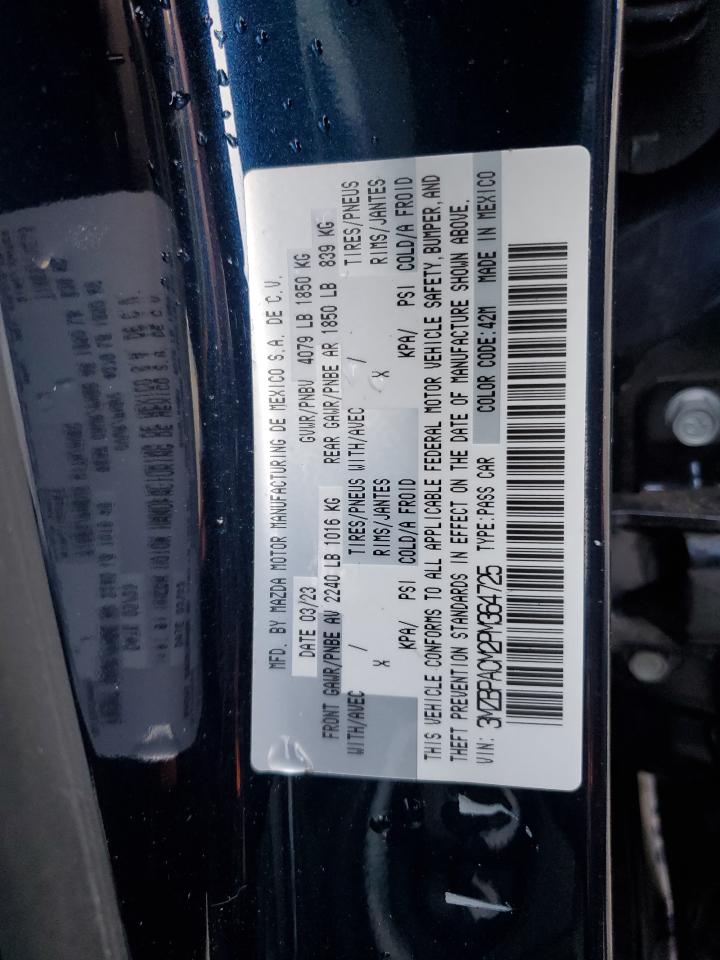 MFD. BY MAZDA MOTOR MANUFACTURING DE MEXICO S.A. DE C.V.
DATE 03/23 GVWR/PNBV 4079 LB 1850 KG
FRONT GAWR/PNBE AV 2240 LB 1016 KG REAR GAWR/PNBE AR 1850 LB 839 KG
WITH/AVEC / TIRES/PNEUS WITH/AVEC / TIRES/PNEUS
X RIMS/JANTES X RIMS/JANTES
KPA/ PSI COLD/A FROID KPA/ PSI COLD/A FROID
THIS VEHICLE CONFORMS TO ALL APPLICABLE FEDERAL MOTOR VEHICLE SAFETY, BUMPER, AND
THEFT PREVENTION STANDARDS IN EFFECT ON THE DATE OF MANUFACTURE SHOWN ABOVE.
VIN: 3MZBPACM2PM364725 TYPE:PASS CAR COLOR CODE:42M MADE IN MEXICO